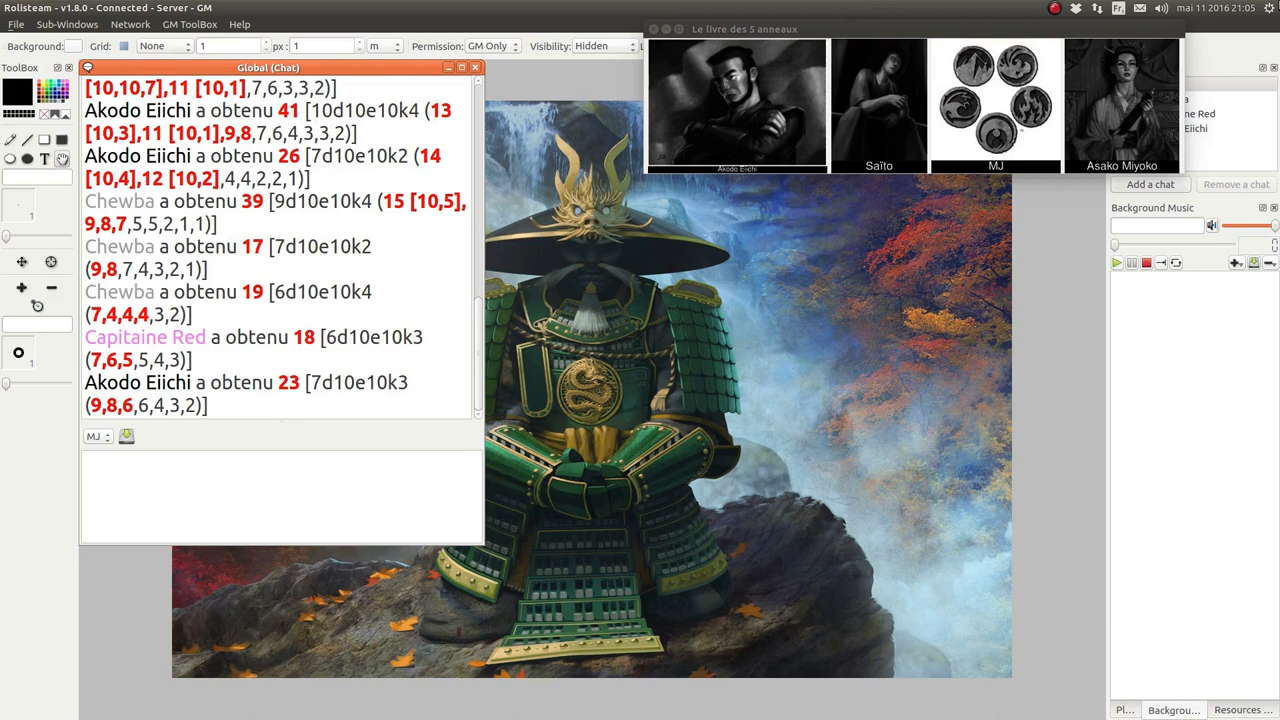 Rolisteam - v1.8.0 - Connected - Server - GM
Fr
mai 11 2016 21:05
File Sub-Windows Network GM ToolBox Help
Background: Grid: None 1 px : 1 m Permission: GM Only Visibility: Hidden
Le livre des 5 anneaux
Akodo Eiichi
Saïto
MJ
Asako Miyoko
ToolBox
1
1
Global (Chat)
[10,10,7],11 [10,1],7,6,3,3,2)]
Akodo Eiichi a obtenu 41 [10d10e10k4 (13
[10,3],11 [10,1],9,8,7,6,4,3,3,2)]
Akodo Eiichi a obtenu 26 [7d10e10k2 (14
[10,4],12 [10,2],4,4,2,2,1)]
Chewba a obtenu 39 [9d10e10k4 (15 [10,5],
9,8,7,5,5,2,1,1)]
Chewba a obtenu 17 [7d10e10k2
(9,8,7,4,3,2,1)]
Chewba a obtenu 19 [6d10e10k4
(7,4,4,4,3,2)]
Capitaine Red a obtenu 18 [6d10e10k3
(7,6,5,5,4,3)]
Akodo Eiichi a obtenu 23 [7d10e10k3
(9,8,6,6,4,3,2)]
MJ
Red
Eiichi
Add a chat Remove a chat
Background Music
Pl... Backgrou... Resources ...